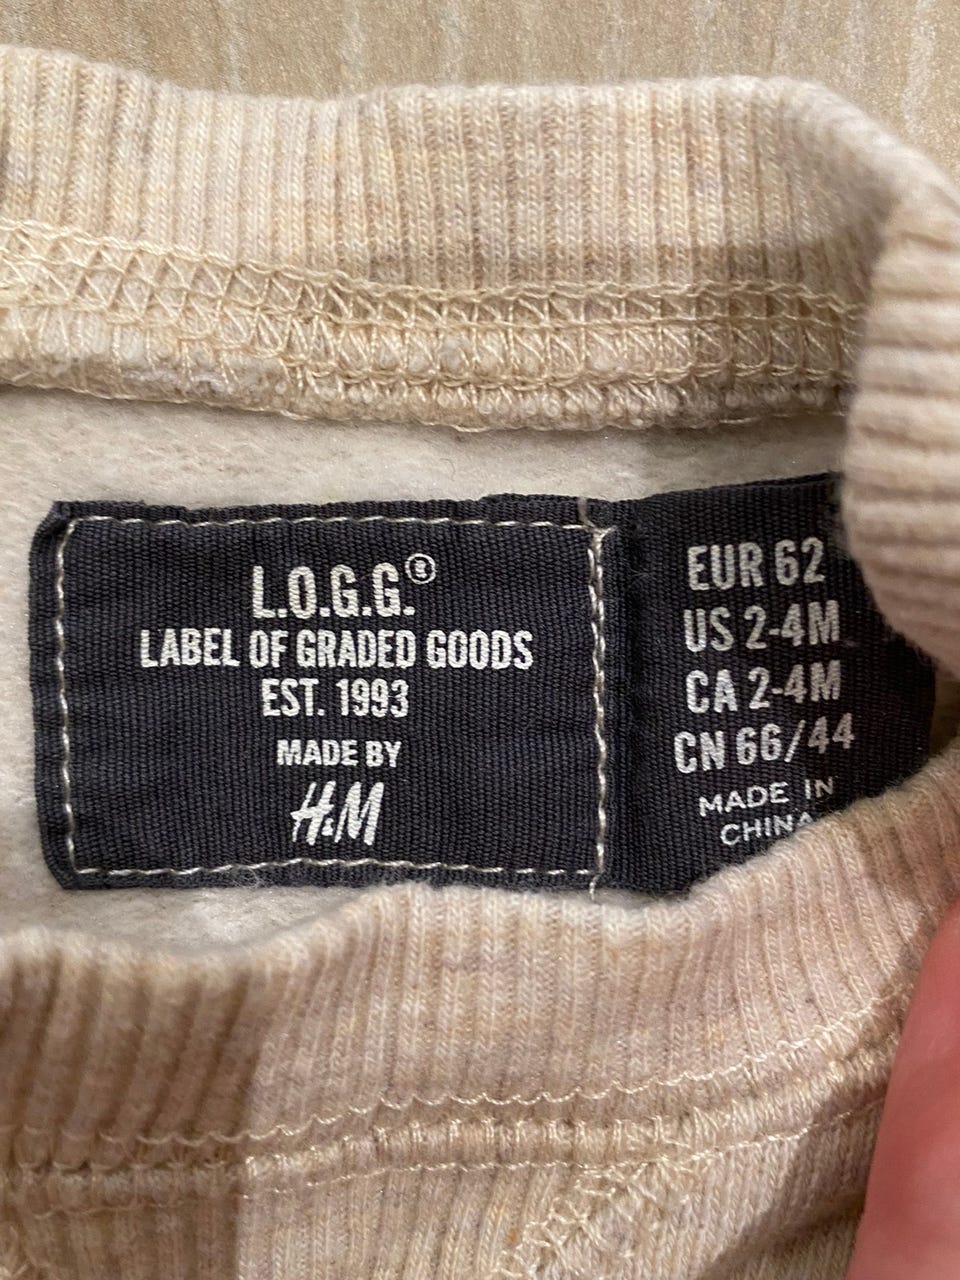 L.O.G.G.®
LABEL OF GRADED GOODS
EST. 1993
MADE BY
H&M
EUR 62
US 2-4M
CA 2-4M
CN 66/44
MADE IN
CHINA